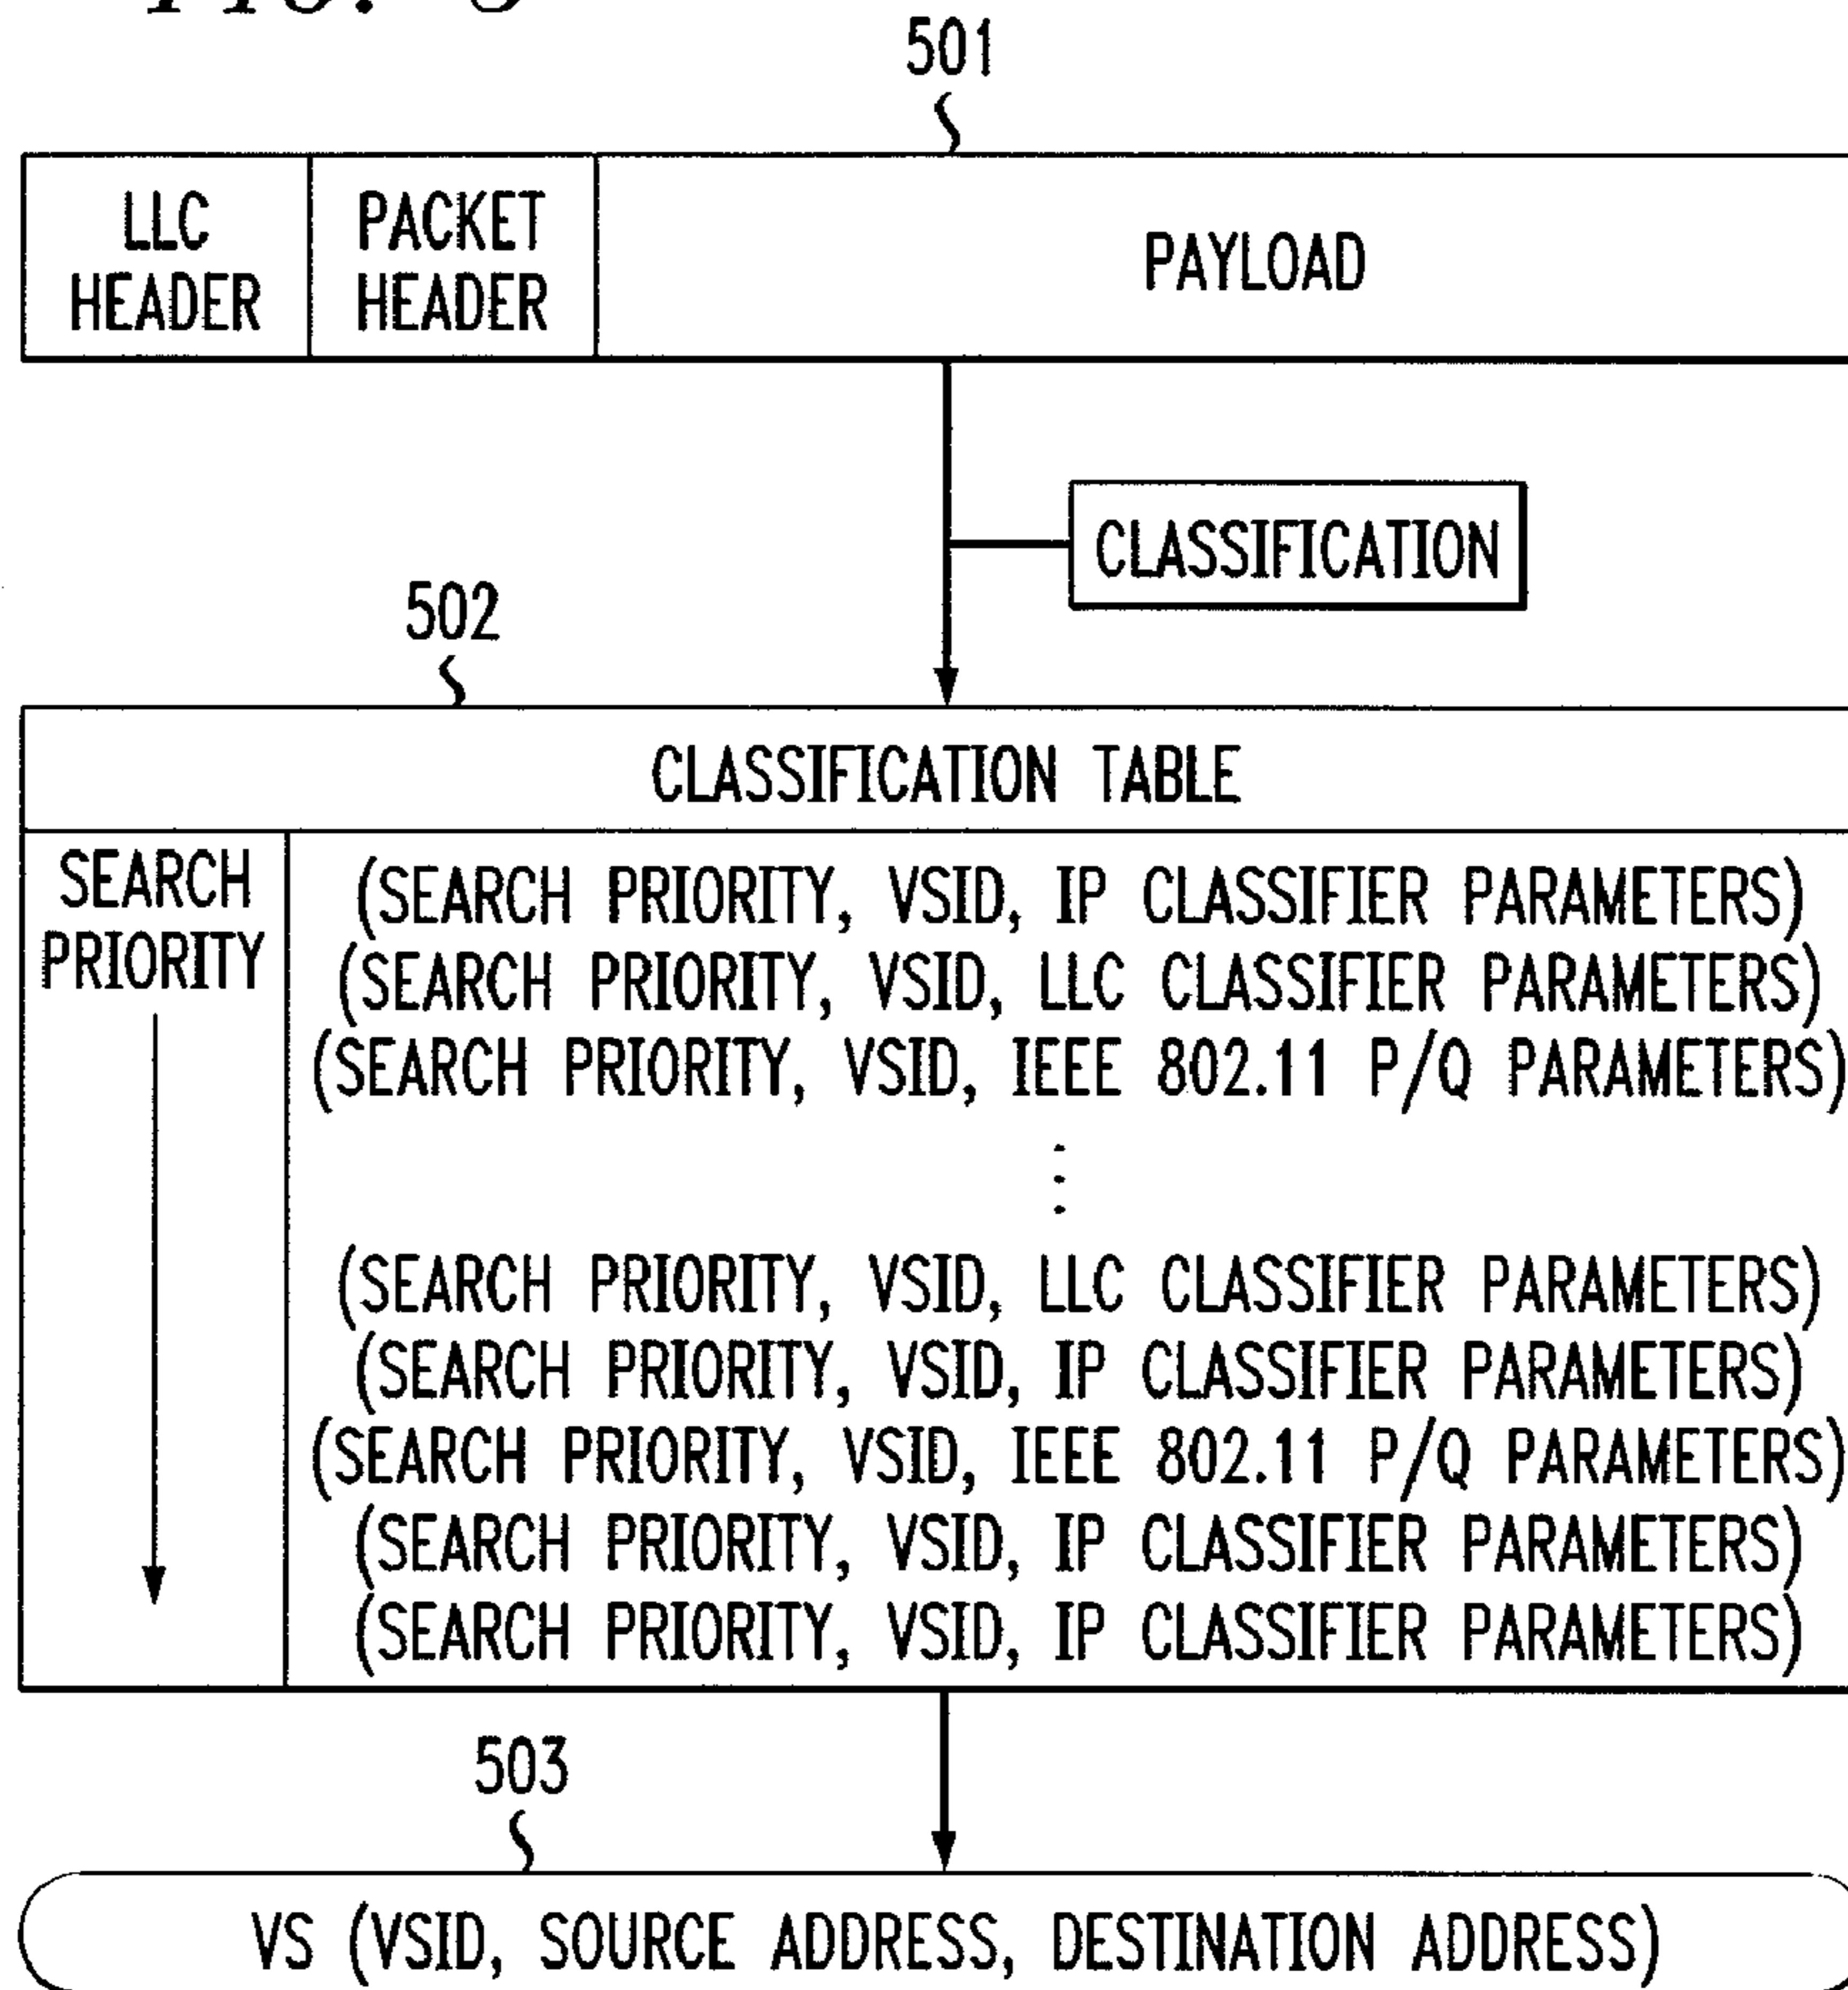 FIG. 5
501
LLC
HEADER
PACKET
HEADER
PAYLOAD
CLASSIFICATION
502
CLASSIFICATION TABLE
SEARCH
PRIORITY
(SEARCH PRIORITY, VSID, IP CLASSIFIER PARAMETERS)
(SEARCH PRIORITY, VSID, LLC CLASSIFIER PARAMETERS)
(SEARCH PRIORITY, VSID, IEEE 802.11 P/Q PARAMETERS)
⋮
(SEARCH PRIORITY, VSID, LLC CLASSIFIER PARAMETERS)
(SEARCH PRIORITY, VSID, IP CLASSIFIER PARAMETERS)
(SEARCH PRIORITY, VSID, IEEE 802.11 P/Q PARAMETERS)
(SEARCH PRIORITY, VSID, IP CLASSIFIER PARAMETERS)
(SEARCH PRIORITY, VSID, IP CLASSIFIER PARAMETERS)
503
VS (VSID, SOURCE ADDRESS, DESTINATION ADDRESS)